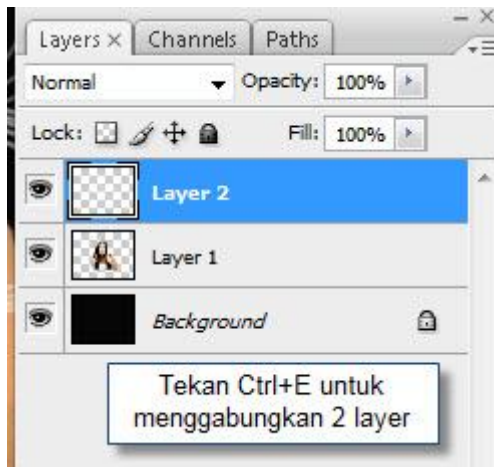 Layers × Channels Paths
Normal Opacity: 100%
Lock: Fill: 100%
Layer 2
Layer 1
Background
Tekan Ctrl+E untuk
menggabungkan 2 layer